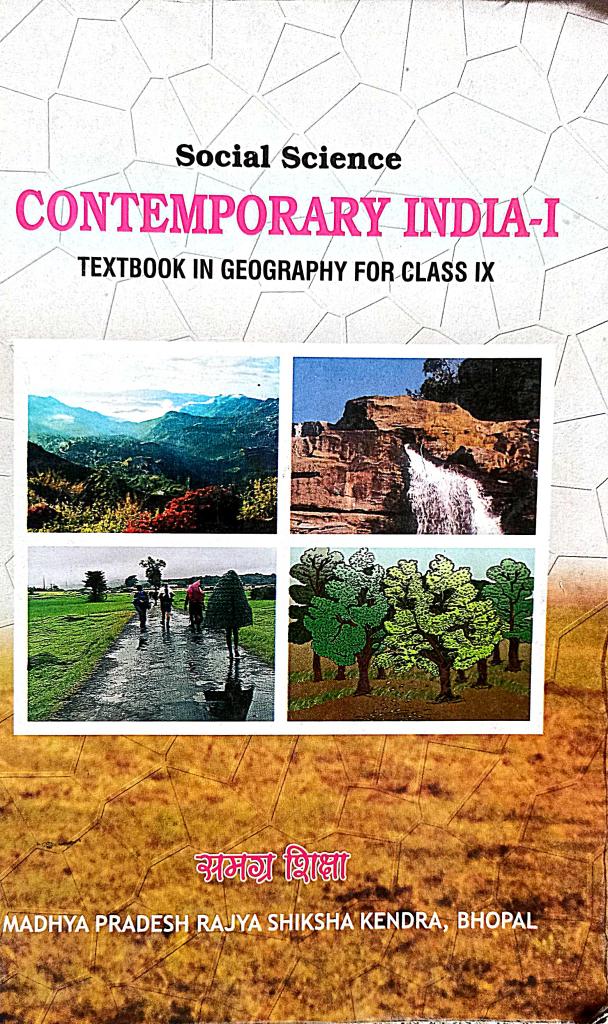 Social Science
CONTEMPORARY INDIA-I
TEXTBOOK IN GEOGRAPHY FOR CLASS IX
समग्र शिक्षा
MADHYA PRADESH RAJYA SHIKSHA KENDRA, BHOPAL